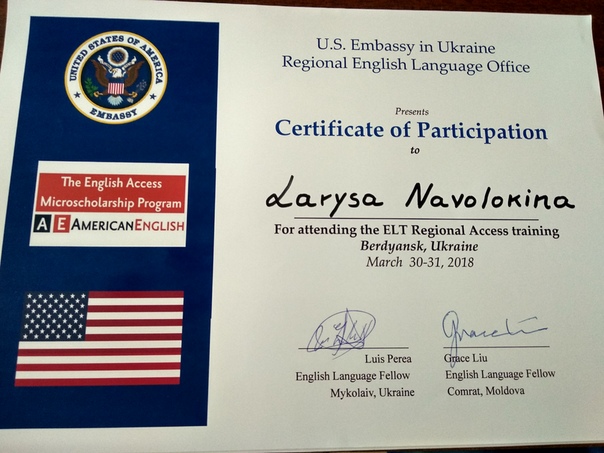 UNITED STATES OF AMERICA
EMBASSY
The English Access
Microscholarship Program
AE AMERICANENGLISH
U.S. Embassy in Ukraine
Regional English Language Office
Presents
Certificate of Participation
to
Larysa Navolokina
For attending the ELT Regional Access training
Berdyansk, Ukraine
March 30-31, 2018
Luis Perea
English Language Fellow
Mykolaiv, Ukraine
Grace Liu
English Language Fellow
Comrat, Moldova